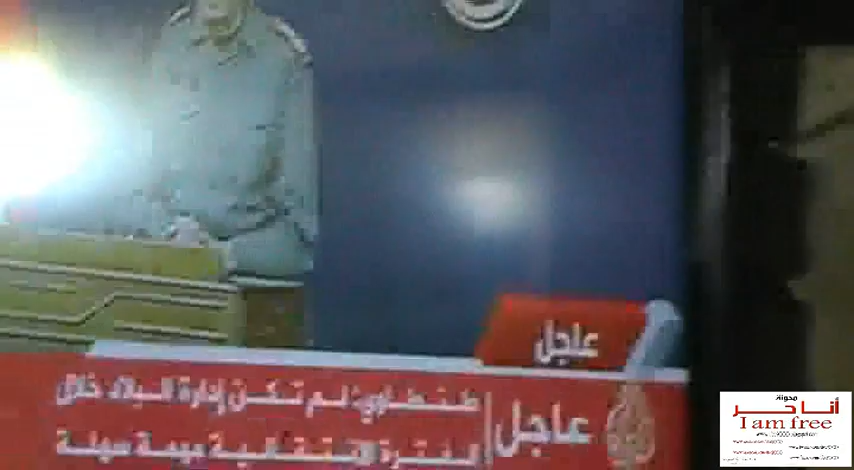 عاجل
عاجل
طنطاوي: لم تكن إدارة البلاد خلال
الفترة الانتقالية مهمة سهلة
مدونة
أنا حر
I am free